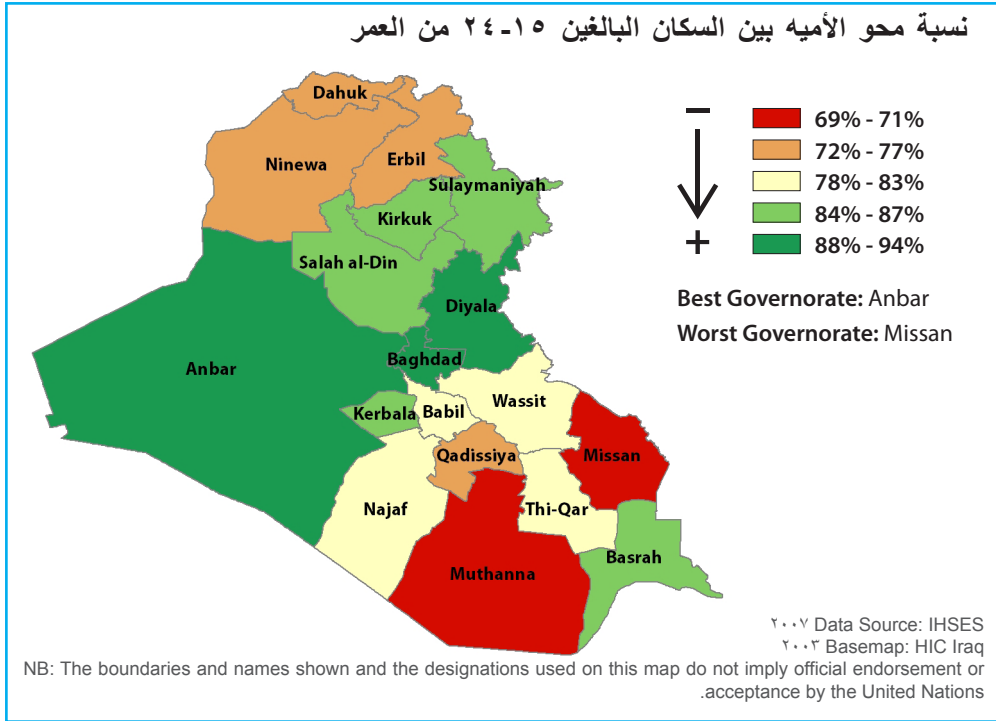 نسبة محو الأميه بين السكان البالغين ١٥-٢٤ من العمر
Dahuk
Ninewa
Erbil
Sulaymaniyah
Kirkuk
Salah al-Din
Diyala
Anbar
Baghdad
Wassit
Kerbala
Babil
Qadissiya
Missan
Najaf
Thi-Qar
Muthanna
Basrah
−
69% - 71%
72% - 77%
78% - 83%
84% - 87%
+
88% - 94%
Best Governorate: Anbar
Worst Governorate: Missan
٢٠٠٧ Data Source: IHSES
٢٠٠٣ Basemap: HIC Iraq
NB: The boundaries and names shown and the designations used on this map do not imply official endorsement or
.acceptance by the United Nations